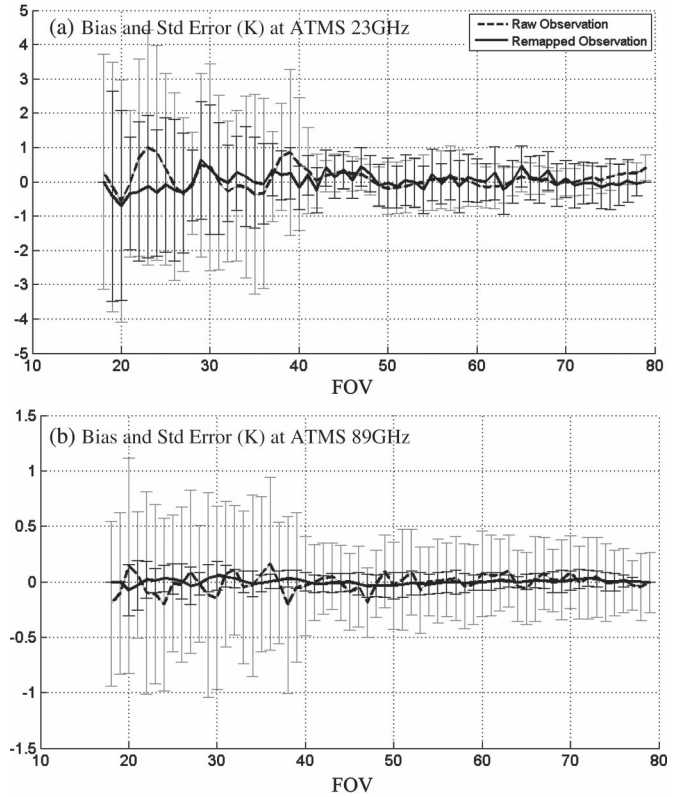 (a) Bias and Std Error (K) at ATMS 23GHz
Raw Observation
Remapped Observation
5
4
3
2
1
0
-1
-2
-3
-4
-5
10 20 30 40 50 60 70 80
FOV
(b) Bias and Std Error (K) at ATMS 89GHz
1.5
1
0.5
0
-0.5
-1
-1.5
10 20 30 40 50 60 70 80
FOV